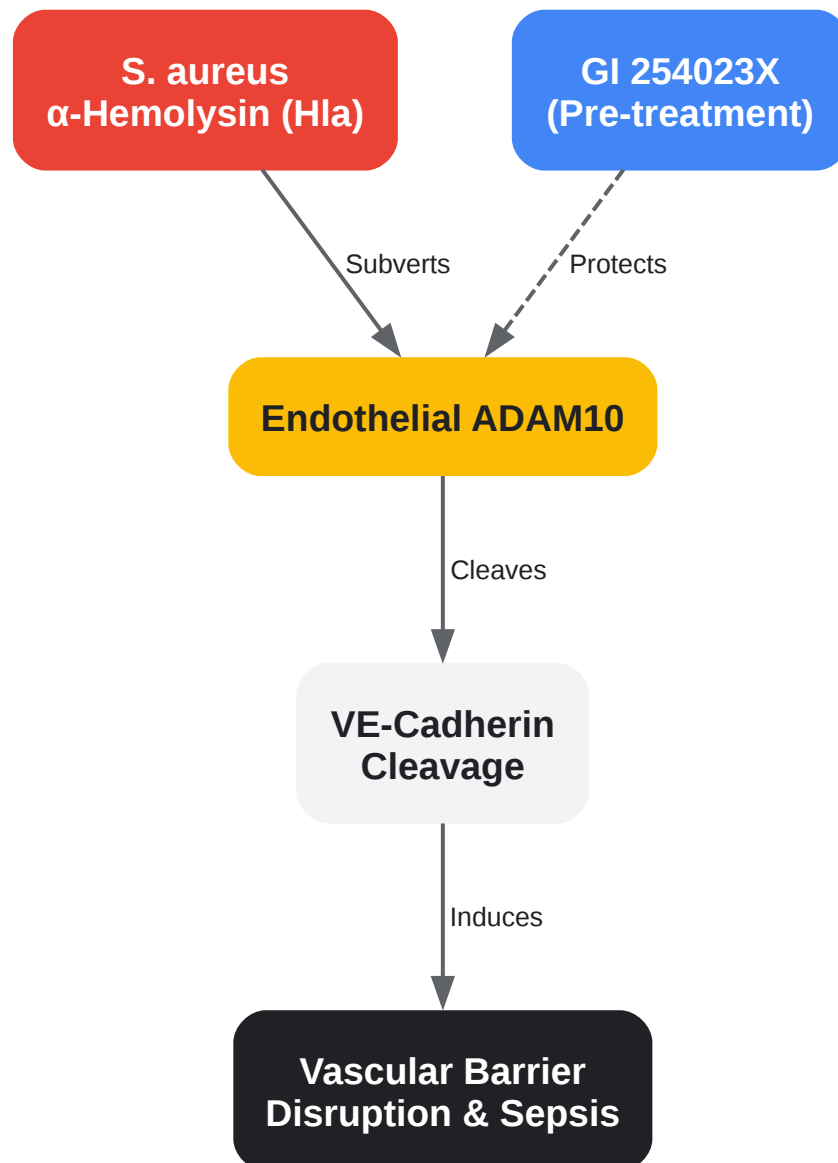 S. aureus
α-Hemolysin (Hla)
GI 254023X
(Pre-treatment)
Subverts
Protects
Endothelial ADAM10
Cleaves
VE-Cadherin
Cleavage
Induces
Vascular Barrier
Disruption & Sepsis